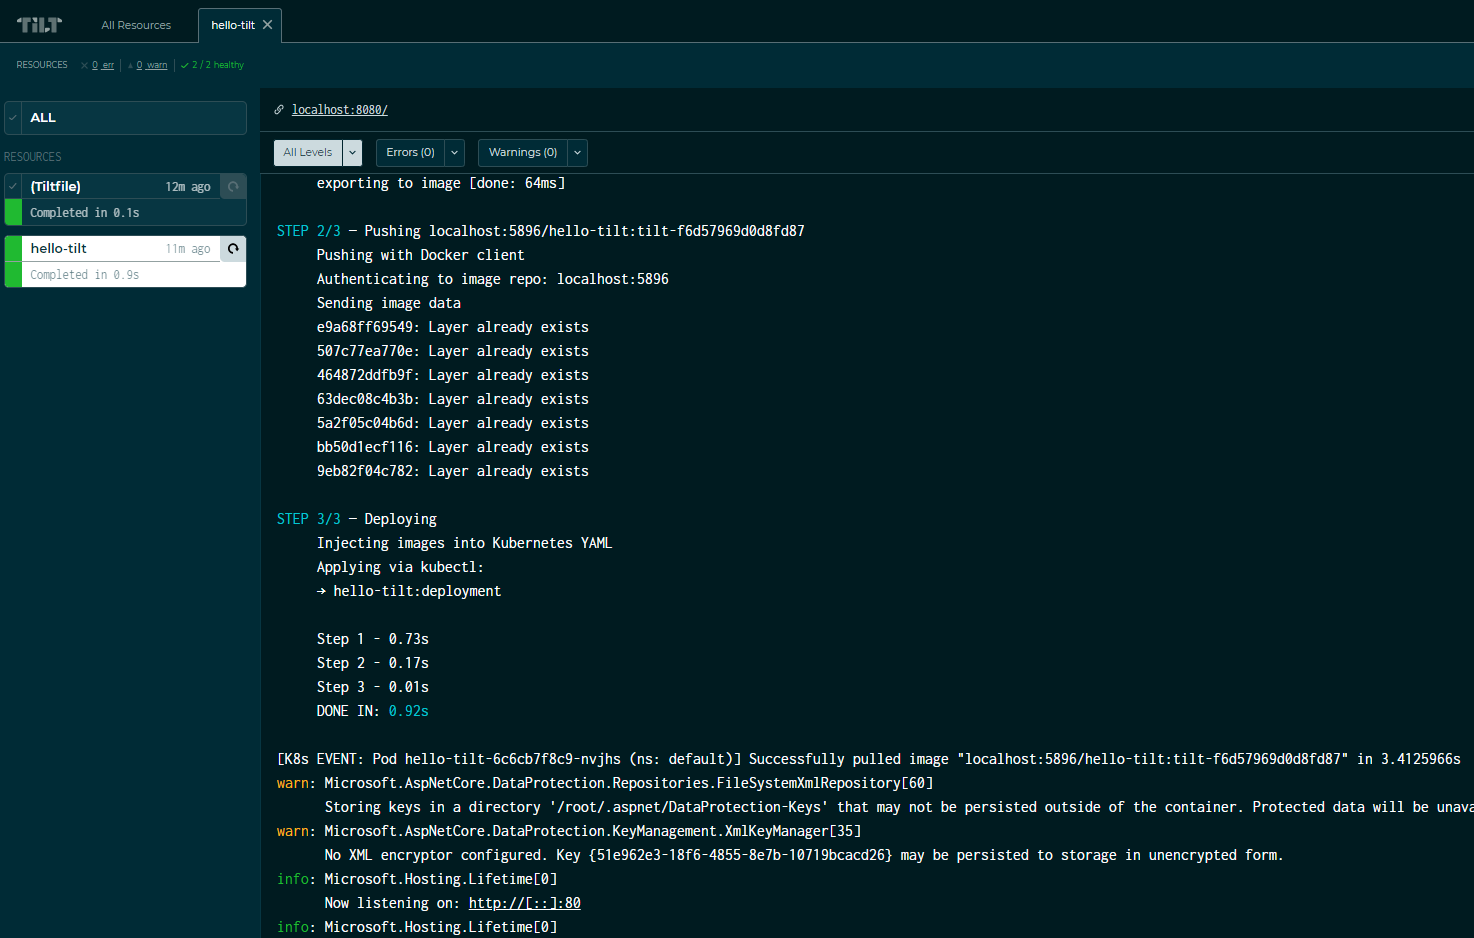 TiLT
All Resources
hello-tilt
RESOURCES 0 err 0 warn 2 / 2 healthy
ALL
RESOURCES
(Tiltfile) 12m ago
Completed in 0.1s
hello-tilt 11m ago
Completed in 0.9s
localhost:8080/
All Levels Errors (0) Warnings (0)
exporting to image [done: 64ms]
STEP 2/3 — Pushing localhost:5896/hello-tilt:tilt-f6d57969d0d8fd87
Pushing with Docker client
Authenticating to image repo: localhost:5896
Sending image data
e9a68ff69549: Layer already exists
507c77ea770e: Layer already exists
464872ddfb9f: Layer already exists
63dec08c4b3b: Layer already exists
5a2f05c04b6d: Layer already exists
bb50d1ecf116: Layer already exists
9eb82f04c782: Layer already exists
STEP 3/3 — Deploying
Injecting images into Kubernetes YAML
Applying via kubectl:
→ hello-tilt:deployment
Step 1 - 0.73s
Step 2 - 0.17s
Step 3 - 0.01s
DONE IN: 0.92s
[K8s EVENT: Pod hello-tilt-6c6cb7f8c9-nvjhs (ns: default)] Successfully pulled image "localhost:5896/hello-tilt:tilt-f6d57969d0d8fd87" in 3.4125966s
warn: Microsoft.AspNetCore.DataProtection.Repositories.FileSystemXmlRepository[60]
Storing keys in a directory '/root/.aspnet/DataProtection-Keys' that may not be persisted outside of the container. Protected data will be unava
warn: Microsoft.AspNetCore.DataProtection.KeyManagement.XmlKeyManager[35]
No XML encryptor configured. Key {51e962e3-18f6-4855-8e7b-10719bcacd26} may be persisted to storage in unencrypted form.
info: Microsoft.Hosting.Lifetime[0]
Now listening on: http://[::]:80
info: Microsoft.Hosting.Lifetime[0]